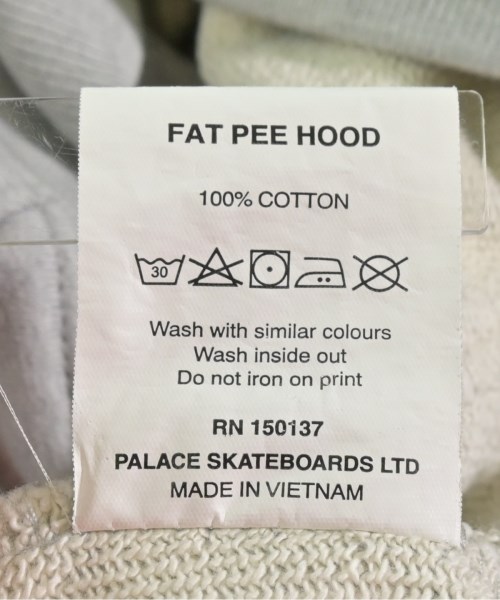 FAT PEE HOOD
100% COTTON
30
Wash with similar colours
Wash inside out
Do not iron on print
RN 150137
PALACE SKATEBOARDS LTD
MADE IN VIETNAM